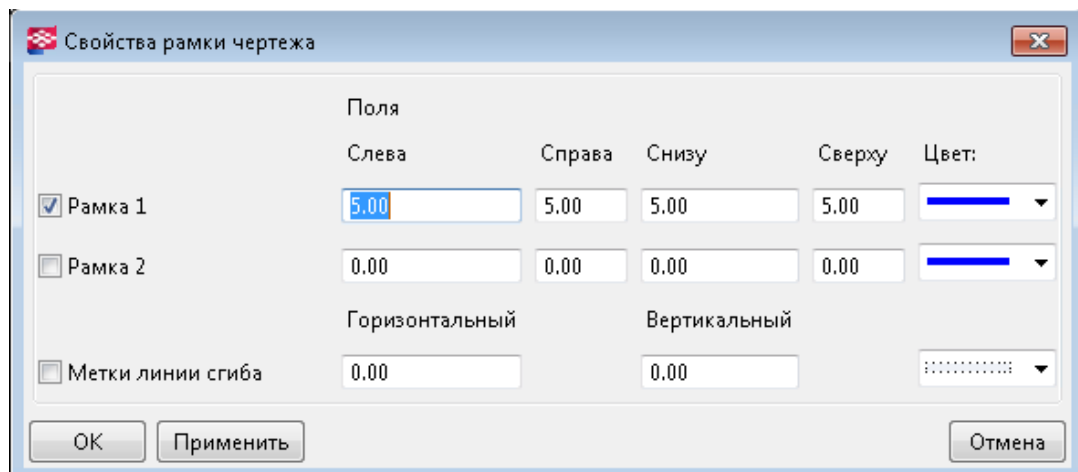 Свойства рамки чертежа
Поля
Слева Справа Снизу Сверху Цвет:
Рамка 1 5.00 5.00 5.00 5.00
Рамка 2 0.00 0.00 0.00 0.00
Горизонтальный Вертикальный
Метки линии сгиба 0.00 0.00
OK Применить Отмена